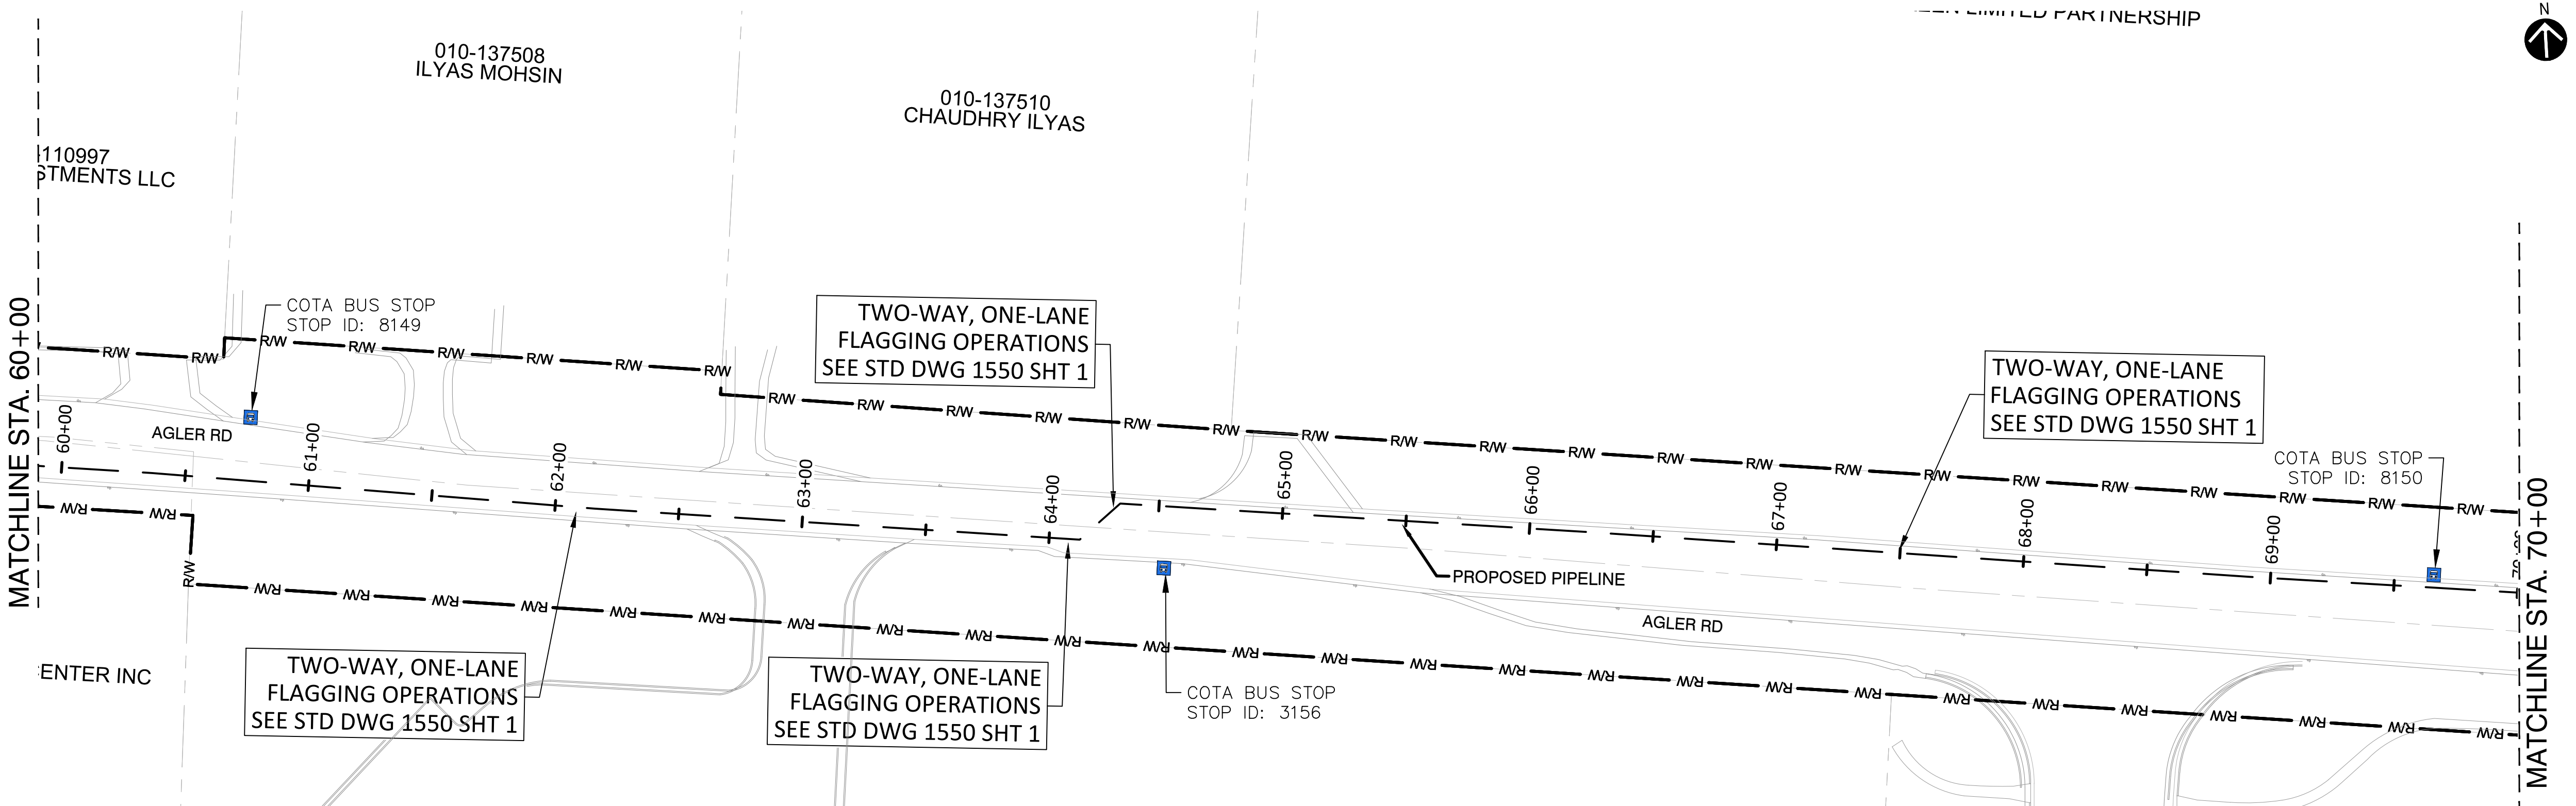 LIMITED PARTNERSHIP
N
010-137508
ILYAS MOHSIN
010-137510
CHAUDHRY ILYAS
110997
STMENTS LLC
MATCHLINE STA. 60+00
COTA BUS STOP
STOP ID: 8149
TWO-WAY, ONE-LANE
FLAGGING OPERATIONS
SEE STD DWG 1550 SHT 1
TWO-WAY, ONE-LANE
FLAGGING OPERATIONS
SEE STD DWG 1550 SHT 1
COTA BUS STOP
STOP ID: 8150
R/W R/W R/W R/W R/W R/W R/W R/W R/W R/W R/W R/W R/W R/W R/W R/W R/W R/W R/W R/W R/W R/W R/W R/W R/W R/W R/W
AGLER RD
60+00
61+00
62+00
63+00
64+00
65+00
66+00
67+00
68+00
69+00
PROPOSED PIPELINE
AGLER RD
R/W R/W R/W R/W R/W R/W R/W R/W R/W R/W R/W R/W R/W R/W R/W R/W R/W R/W R/W R/W R/W R/W R/W R/W R/W R/W R/W R/W R/W
ENTER INC
TWO-WAY, ONE-LANE
FLAGGING OPERATIONS
SEE STD DWG 1550 SHT 1
TWO-WAY, ONE-LANE
FLAGGING OPERATIONS
SEE STD DWG 1550 SHT 1
COTA BUS STOP
STOP ID: 3156
MATCHLINE STA. 70+00